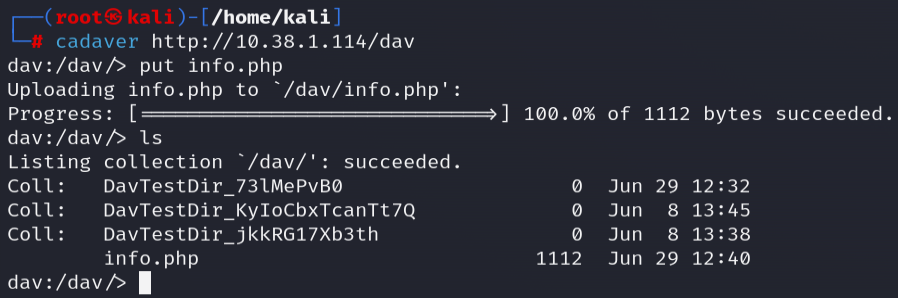 ┌──(root㉿kali)-[/home/kali]
└─# cadaver http://10.38.1.114/dav
dav:/dav/> put info.php
Uploading info.php to `/dav/info.php':
Progress: [=============================>] 100.0% of 1112 bytes succeeded.
dav:/dav/> ls
Listing collection `/dav/': succeeded.
Coll:   DavTestDir_73lMePvB0                   0  Jun 29 12:32
Coll:   DavTestDir_KyIoCbxTcanTt7Q             0  Jun  8 13:45
Coll:   DavTestDir_jkkRG17Xb3th                0  Jun  8 13:38
        info.php                            1112  Jun 29 12:40
dav:/dav/>